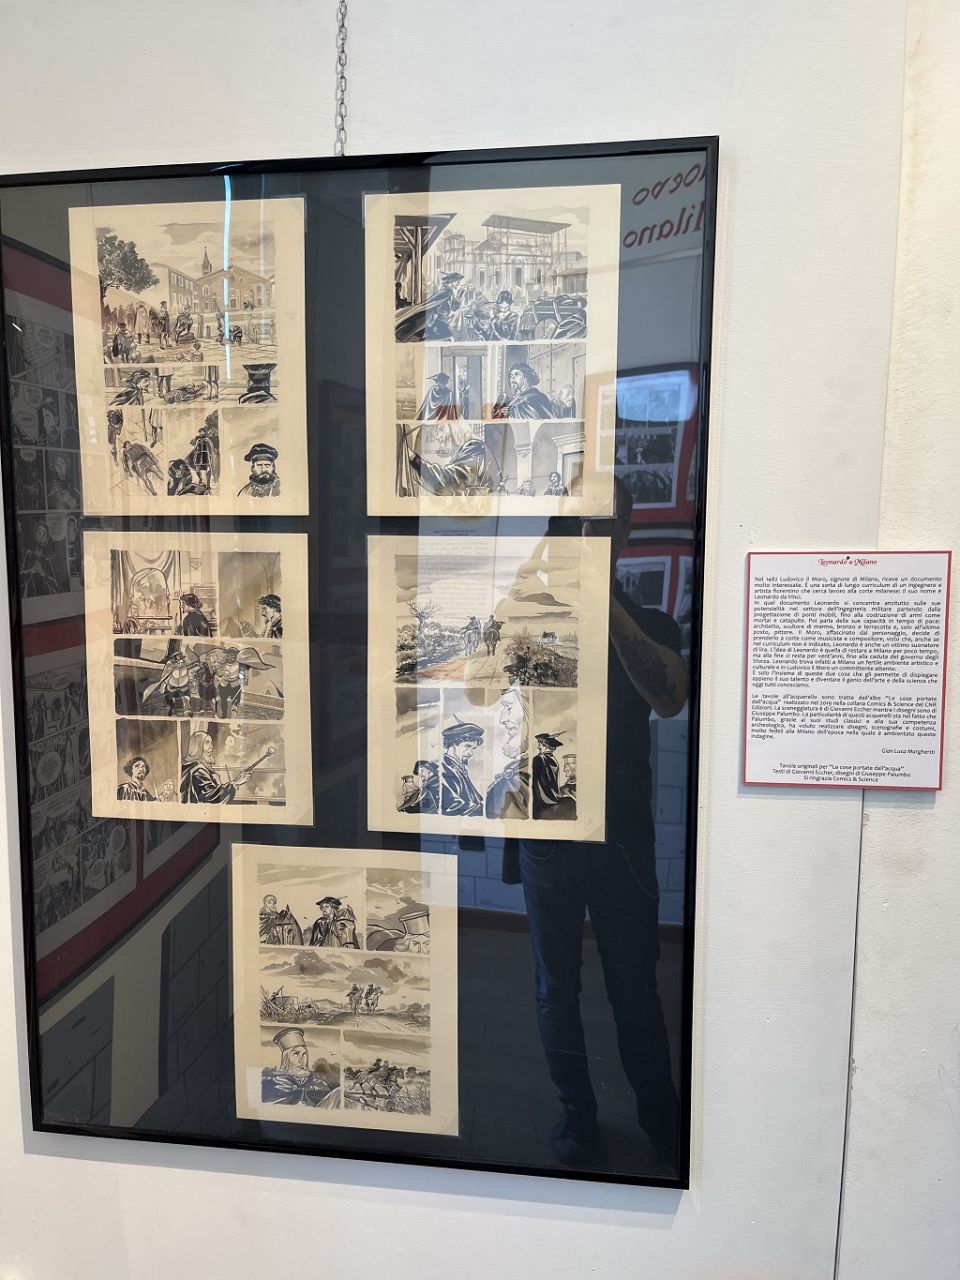 Leonardo a Milano
Nel 1482 Ludovico il Moro, signore di Milano, riceve un documento
molto interessante. È una sorta di lungo curriculum di un ingegnere e
artista fiorentino che cerca lavoro alla corte milanese: il suo nome è
Leonardo da Vinci.
In quel documento Leonardo si concentra anzitutto sulle sue
potenzialità nel settore dell'ingegneria militare partendo dalla
progettazione di ponti mobili, fino alla costruzione di armi come
mortai e catapulte. Poi parla delle sue capacità in tempo di pace:
architetto, scultore di marmo, bronzo e terracotta e, solo all'ultimo
posto, pittore. Il Moro, affascinato dal personaggio, decide di
prenderlo a corte come musicista e compositore, visto che, anche se
nel curriculum non è indicato, Leonardo è anche un ottimo suonatore
di lira. L'idea di Leonardo è quella di restare a Milano per poco tempo,
ma alla fine ci resta per vent'anni, fino alla caduta del governo degli
Sforza. Leonardo trova infatti a Milano un fertile ambiente artistico e
culturale e in Ludovico il Moro un committente attento.
È solo l'insieme di queste due cose che gli permette di dispiegare
appieno il suo talento e diventare il genio dell'arte e della scienza che
oggi tutti conosciamo.
Le tavole all'acquerello sono tratte dall'albo "Le cose portate
dall'acqua" realizzato nel 2019 nella collana Comics & Science del CNR
Edizioni. La sceneggiatura è di Giovanni Eccher mentre i disegni sono di
Giuseppe Palumbo. La particolarità di questi acquerelli sta nel fatto che
Palumbo, grazie ai suoi studi classici e alla sua competenza
archeologica, ha voluto realizzare disegni, scenografie e costumi,
molto fedeli alla Milano dell'epoca nella quale è ambientato questa
indagine.
Gian Luca Margheriti
Tavole originali per "Le cose portate dall'acqua"
Testi di Giovanni Eccher, disegni di Giuseppe Palumbo
Si ringrazia Comics & Science